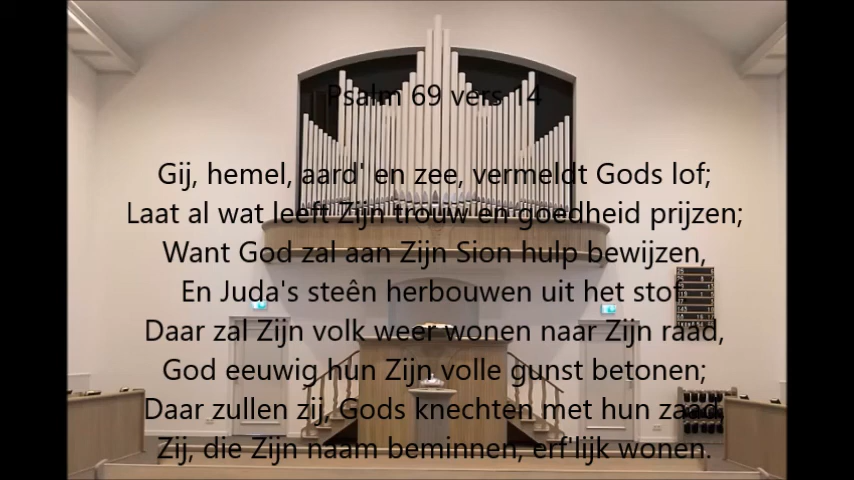 Psalm 69 vers 14
Gij, hemel, aard' en zee, vermeldt Gods lof;
Laat al wat leeft Zijn trouw en goedheid prijzen;
Want God zal aan Zijn Sion hulp bewijzen,
En Juda's steên herbouwen uit het stof.
Daar zal Zijn volk weer wonen naar Zijn raad,
God eeuwig hun Zijn volle gunst betonen;
Daar zullen zij, Gods knechten met hun zaad,
Zij, die Zijn naam beminnen, erf'lijk wonen.